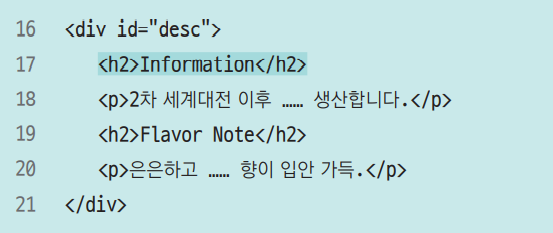 16 <div id="desc">
17 <h2>Information</h2>
18 <p>2차 세계대전 이후 …… 생산합니다.</p>
19 <h2>Flavor Note</h2>
20 <p>은은하고 …… 향이 입안 가득.</p>
21 </div>